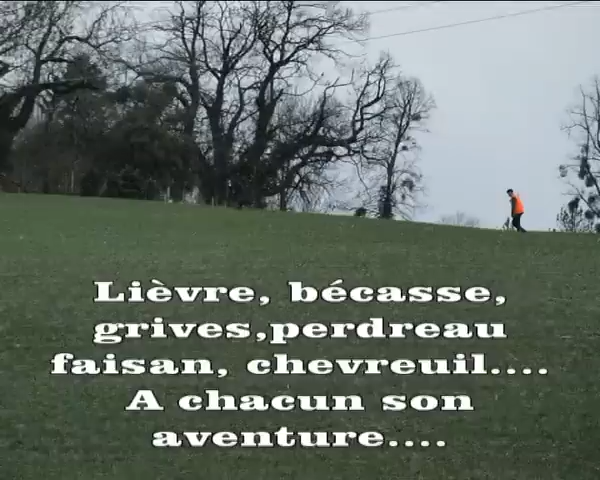 Lièvre, bécasse,
grives,perdreau
faisan, chevreuil....
A chacun son
aventure....